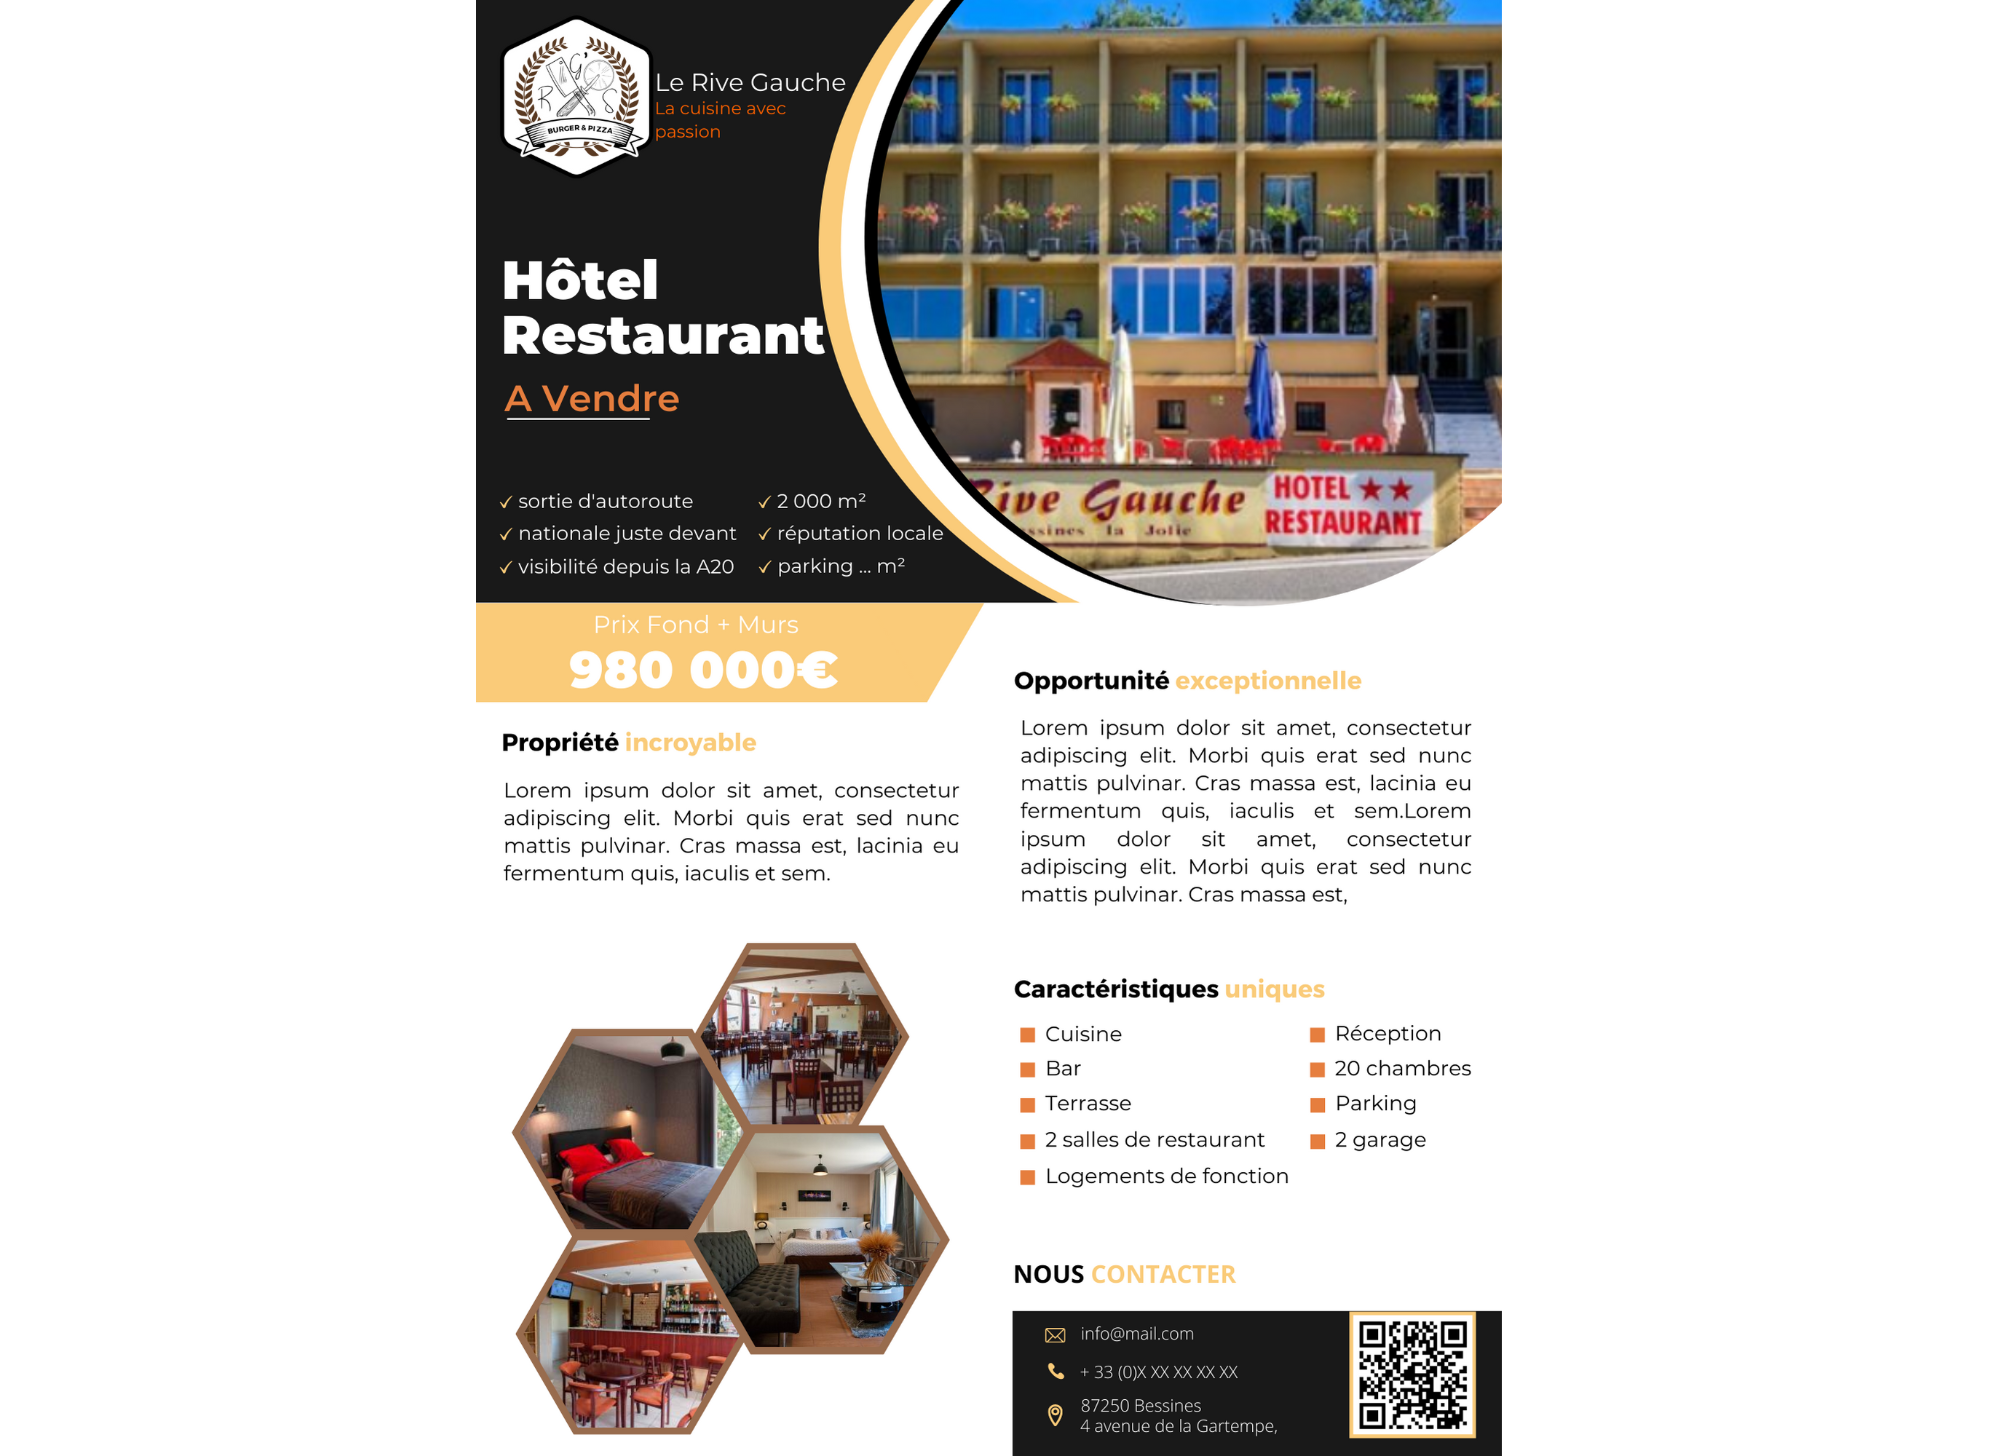 R G' S
BURGER & PIZZA
Le Rive Gauche
La cuisine avec
passion
Hôtel
Restaurant
A Vendre
✓ sortie d'autoroute
✓ nationale juste devant
✓ visibilité depuis la A20
✓ 2 000 m²
✓ réputation locale
✓ parking ... m²
Rive Gauche
ssines la Jolie
HOTEL ★★
RESTAURANT
Prix Fond + Murs
980 000€
Propriété incroyable
Lorem ipsum dolor sit amet, consectetur
adipiscing elit. Morbi quis erat sed nunc
mattis pulvinar. Cras massa est, lacinia eu
fermentum quis, iaculis et sem.
Opportunité exceptionnelle
Lorem ipsum dolor sit amet, consectetur
adipiscing elit. Morbi quis erat sed nunc
mattis pulvinar. Cras massa est, lacinia eu
fermentum quis, iaculis et sem.Lorem
ipsum dolor sit amet, consectetur
adipiscing elit. Morbi quis erat sed nunc
mattis pulvinar. Cras massa est,
Caractéristiques uniques
Cuisine
Bar
Terrasse
2 salles de restaurant
Logements de fonction
Réception
20 chambres
Parking
2 garage
NOUS CONTACTER
info@mail.com
+ 33 (0)X XX XX XX XX
87250 Bessines
4 avenue de la Gartempe,